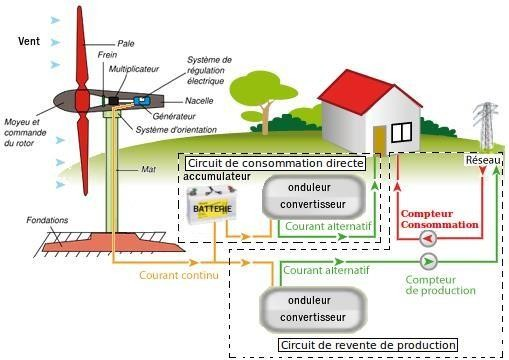 Vent
Pale
Frein
Multiplicateur
Système de
régulation
électrique
Nacelle
Générateur
Système d'orientation
Moyeu et
commande
du rotor
Mat
Fondations
Circuit de consommation directe
accumulateur
BATTERIE
onduleur
convertisseur
Courant alternatif
Réseau
Compteur
Consommation
Courant continu
Courant alternatif
Compteur
de production
onduleur
convertisseur
Circuit de revente de production